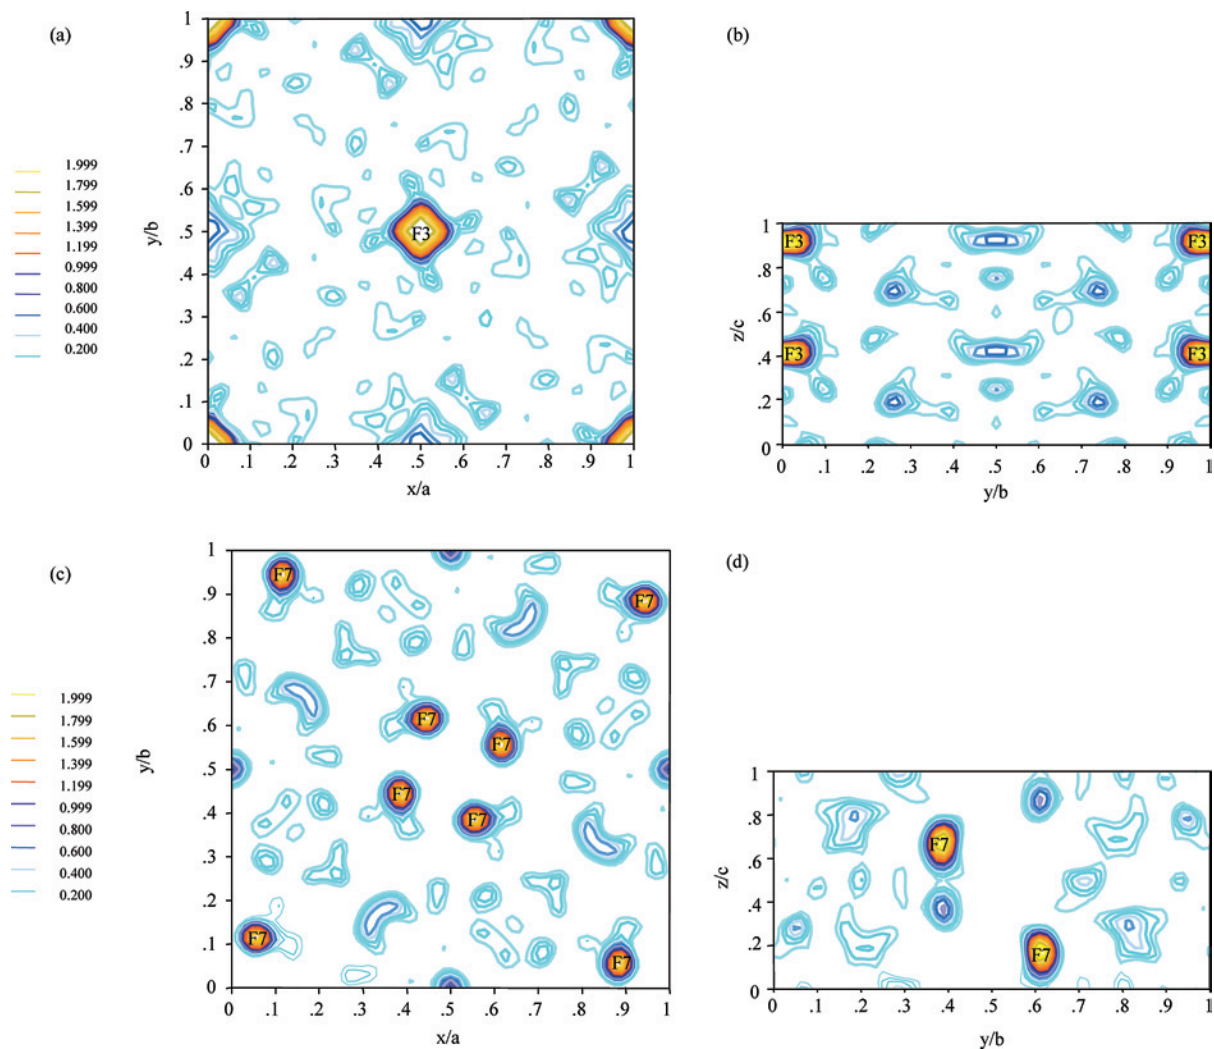 (a)
1
.9
.8
.7
.6
.5
.4
.3
.2
.1
0
y/b
0 .1 .2 .3 .4 .5 .6 .7 .8 .9 1
x/a
F3
1.999
1.799
1.599
1.399
1.199
0.999
0.800
0.600
0.400
0.200
(b)
1
.8
.6
.4
.2
0
z/c
0 .1 .2 .3 .4 .5 .6 .7 .8 .9 1
y/b
F3 F3
F3 F3
(c)
1
.9
.8
.7
.6
.5
.4
.3
.2
.1
0
y/b
0 .1 .2 .3 .4 .5 .6 .7 .8 .9 1
x/a
F7
F7
F7
F7
F7
F7
F7
F7
1.999
1.799
1.599
1.399
1.199
0.999
0.800
0.600
0.400
0.200
(d)
1
.8
.6
.4
.2
0
z/c
0 .1 .2 .3 .4 .5 .6 .7 .8 .9 1
y/b
F7
F7